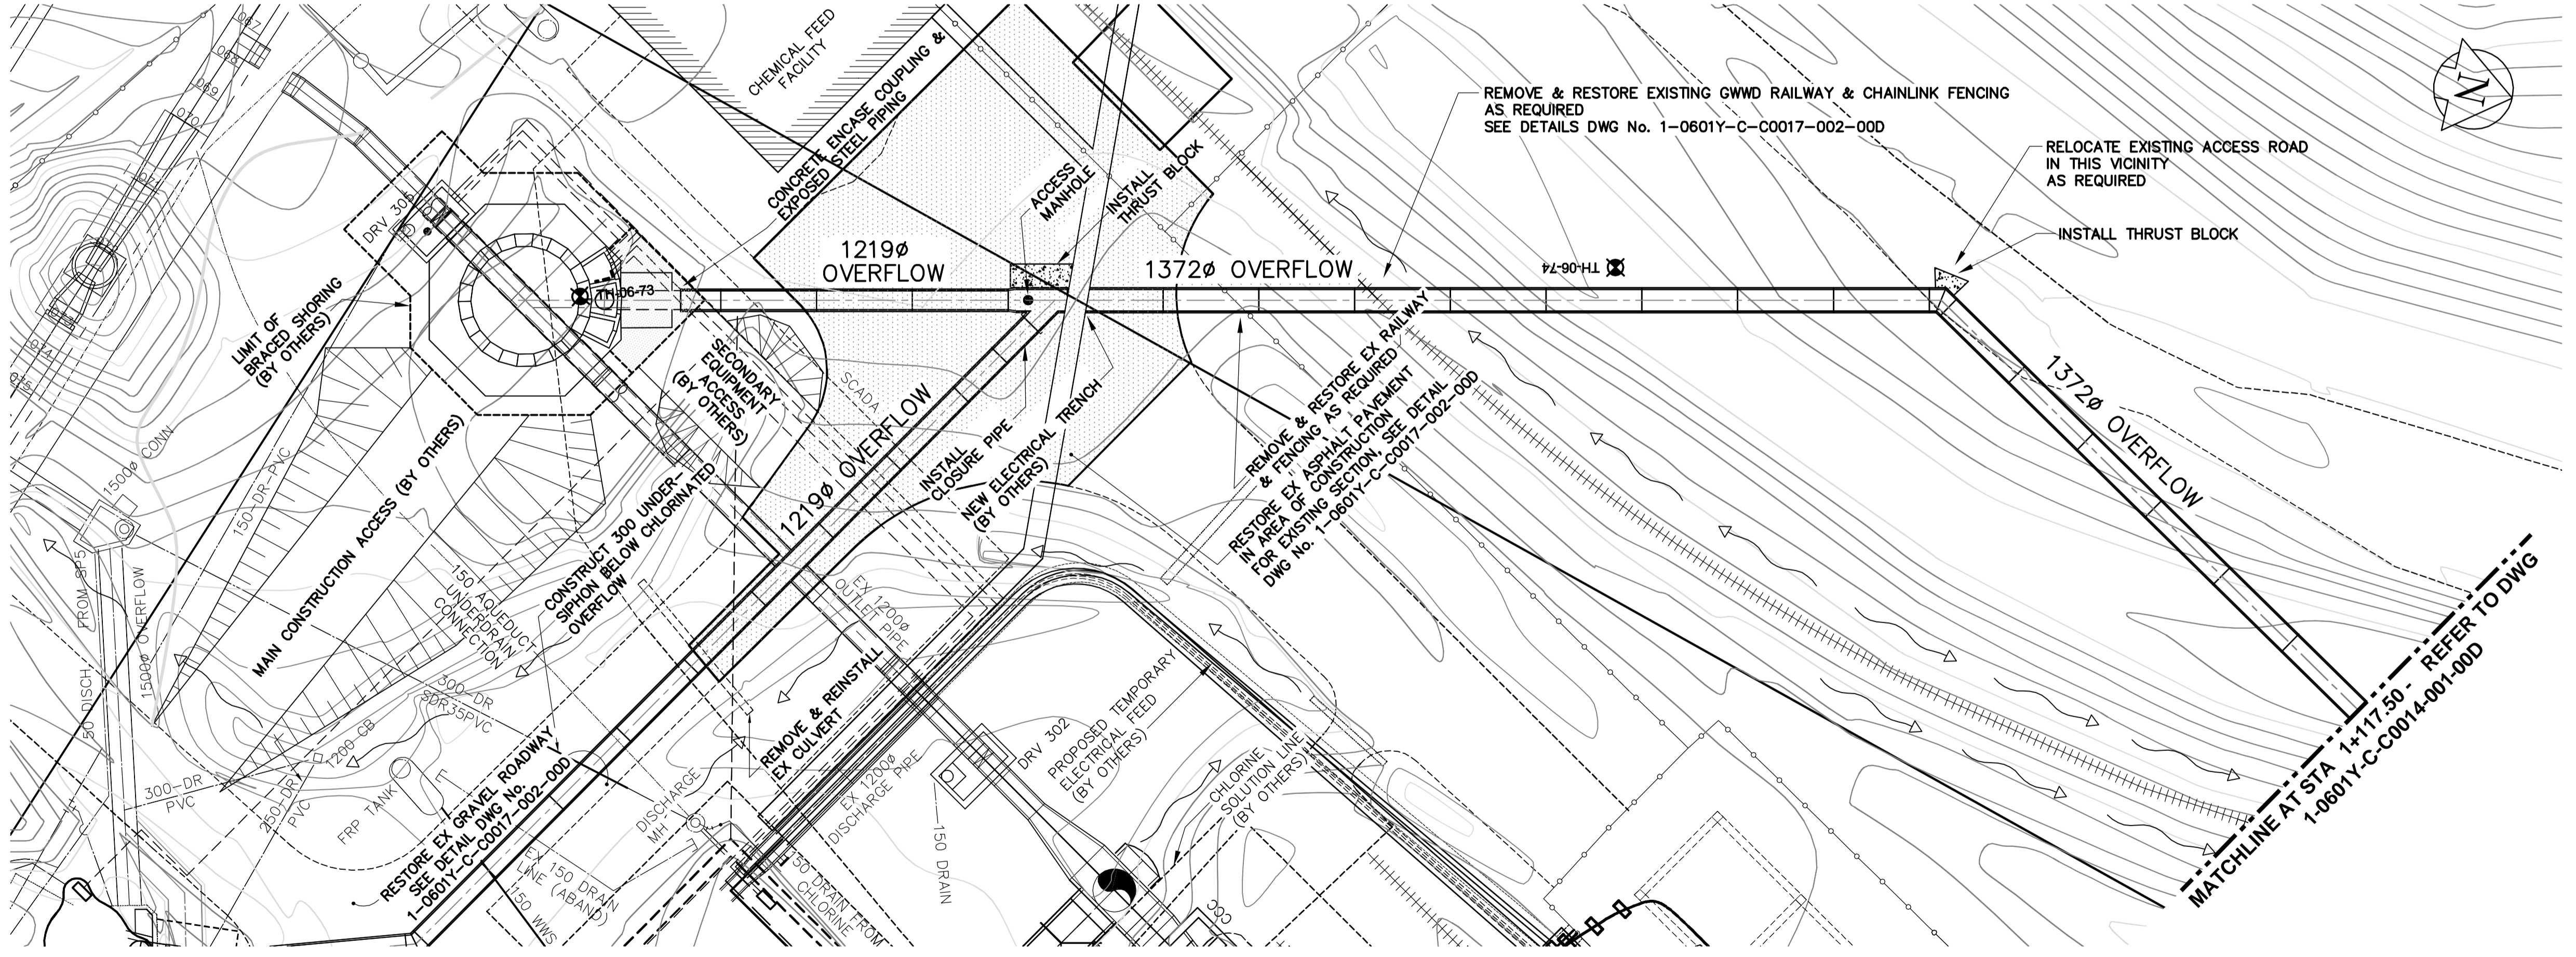 CHEMICAL FEED
FACILITY
CONCRETE ENCASE COUPLING &
EXPOSED STEEL PIPING
ACCESS
MANHOLE
INSTALL
THRUST BLOCK
REMOVE & RESTORE EXISTING GWWD RAILWAY & CHAINLINK FENCING
AS REQUIRED
SEE DETAILS DWG No. 1-0601Y-C-C0017-002-00D
N
RELOCATE EXISTING ACCESS ROAD
IN THIS VICINITY
AS REQUIRED
INSTALL THRUST BLOCK
067
068
069
070
074
075
DRV 305
TH-06-73
1219ø
OVERFLOW
1372ø OVERFLOW
TH-06-74
LIMIT OF
BRACED SHORING
(BY OTHERS)
SECONDARY
EQUIPMENT
ACCESS
(BY OTHERS)
SCADA
1219ø OVERFLOW
INSTALL
CLOSURE PIPE
NEW ELECTRICAL TRENCH
(BY OTHERS)
REMOVE & RESTORE EX RAILWAY
& FENCING AS REQUIRED
RESTORE EX ASPHALT PAVEMENT
IN AREA OF CONSTRUCTION
FOR EXISTING SECTION, SEE DETAIL
DWG No. 1-0601Y-C-C0017-002-00D
1372ø OVERFLOW
1500ø CONN
150-DR-PVC
MAIN CONSTRUCTION ACCESS (BY OTHERS)
CONSTRUCT 300 UNDER-
SIPHON BELOW CHLORINATED
OVERFLOW
150 AQUEDUCT
UNDERDRAIN
CONNECTION
FROM SP5
1500ø OVERFLOW
50 DISCH
300-DR
SDR35PVC
1200 CB
300-DR
PVC
250-DR
PVC
FRP TANK
RESTORE EX GRAVEL ROADWAY
SEE DETAIL DWG No.
1-0601Y-C-C0017-002-00D
EX 1200ø
OUTLET PIPE
REMOVE & REINSTALL
EX CULVERT
EX 1200ø
DISCHARGE PIPE
DISCHARGE
MH
EX 150 DRAIN
LINE (ABAND)
150 WWS
150 DRAIN FROM
CHLORINE
150 DRAIN
DRV 302
PROPOSED TEMPORARY
ELECTRICAL FEED
(BY OTHERS)
CHLORINE
SOLUTION LINE
(BY OTHERS)
MATCHLINE AT STA 1+117.50 - REFER TO DWG
1-0601Y-C-C0014-001-00D